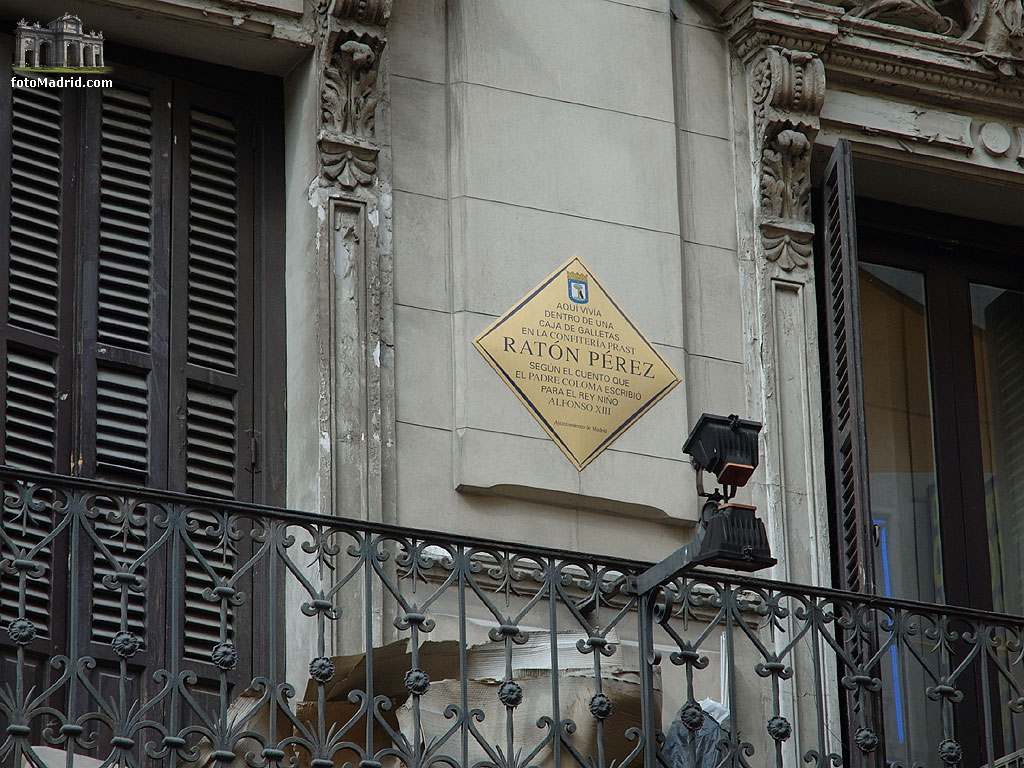 fotoMadrid.com
AQUÍ VIVÍA
DENTRO DE UNA
CAJA DE GALLETAS
EN LA CONFITERÍA PRAST
RATÓN PÉREZ
SEGÚN EL CUENTO QUE
EL PADRE COLOMA ESCRIBIÓ
PARA EL REY NIÑO
ALFONSO XIII
Ayuntamiento de Madrid